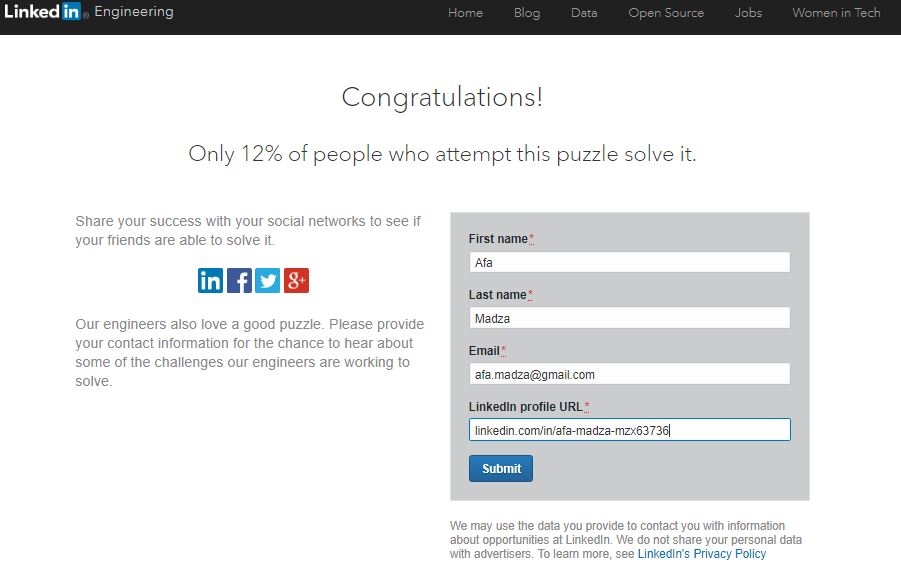 Linked in® Engineering
Home Blog Data Open Source Jobs Women in Tech
Congratulations!
Only 12% of people who attempt this puzzle solve it.
Share your success with your social networks to see if
your friends are able to solve it.
in f g+
Our engineers also love a good puzzle. Please provide
your contact information for the chance to hear about
some of the challenges our engineers are working to
solve.
First name*
Afa
Last name*
Madza
Email*
afa.madza@gmail.com
LinkedIn profile URL*
linkedin.com/in/afa-madza-mzx63736
Submit
We may use the data you provide to contact you with information
about opportunities at LinkedIn. We do not share your personal data
with advertisers. To learn more, see LinkedIn's Privacy Policy